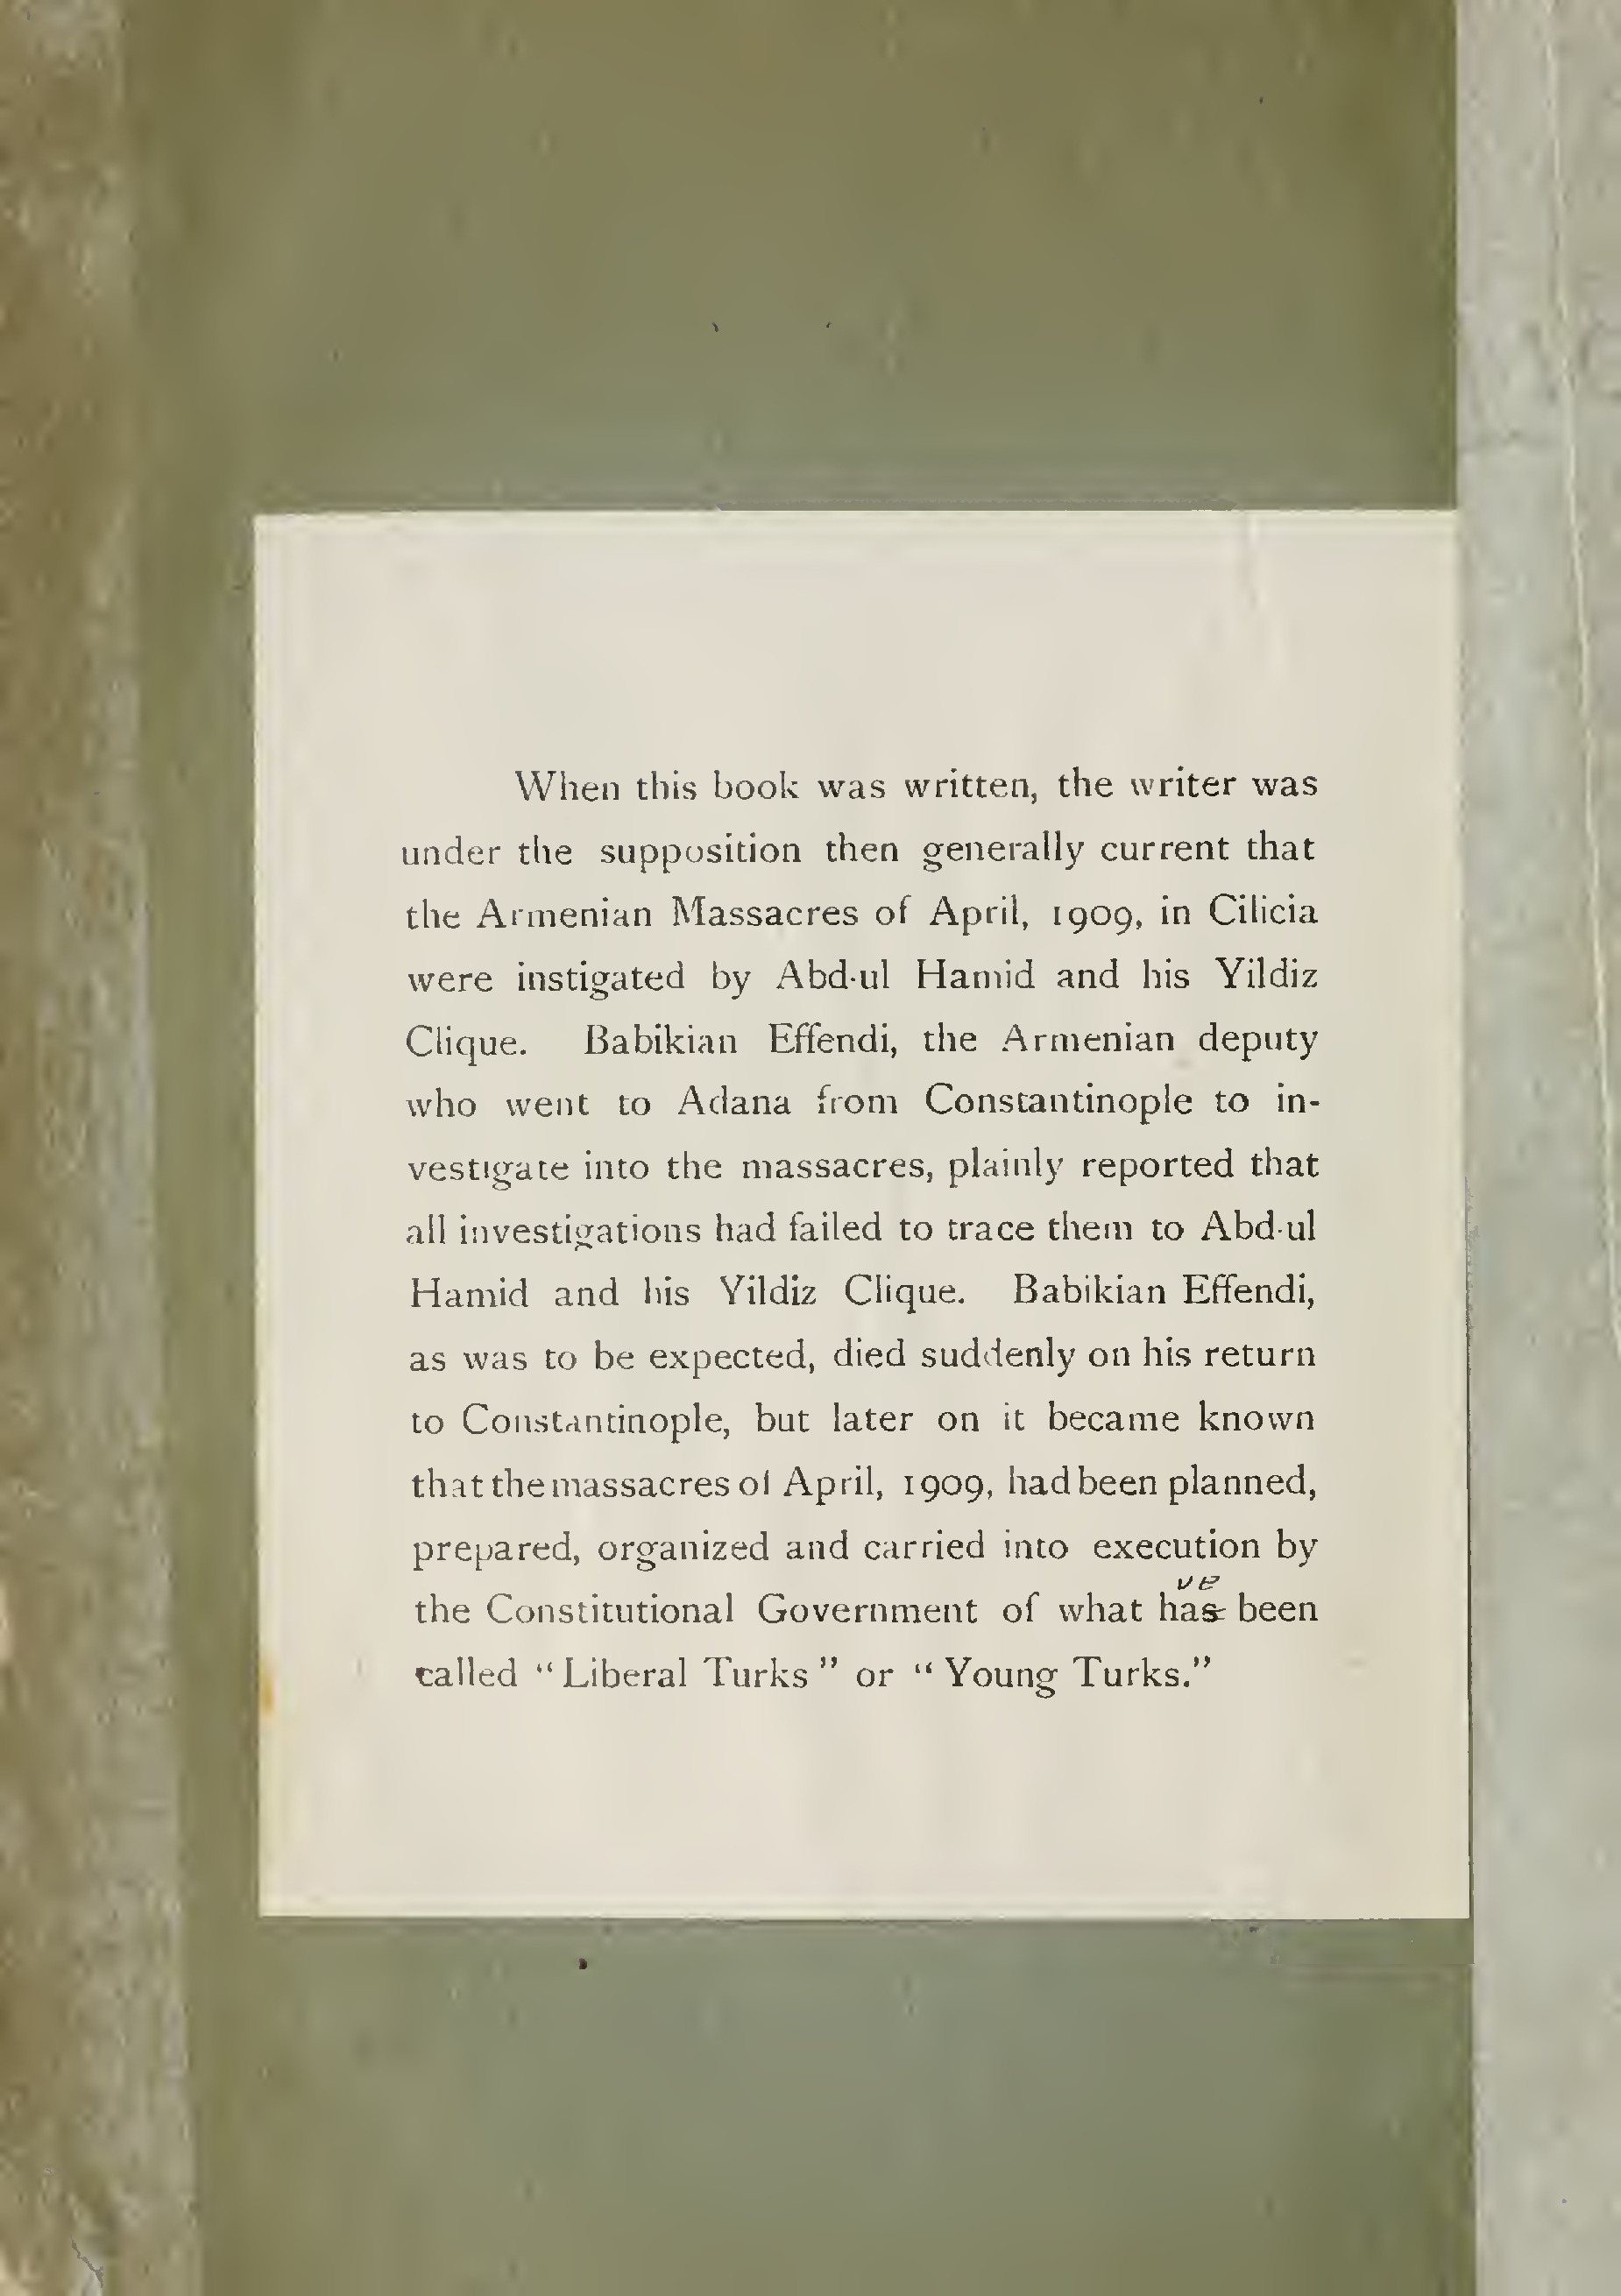 When this book was written, the writer was
under the supposition then generally current that
the Armenian Massacres of April, 1909, in Cilicia
were instigated by Abd-ul Hamid and his Yildiz
Clique. Babikian Effendi, the Armenian deputy
who went to Adana from Constantinople to in-
vestigate into the massacres, plainly reported that
all investigations had failed to trace them to Abd-ul
Hamid and his Yildiz Clique. Babikian Effendi,
as was to be expected, died suddenly on his return
to Constantinople, but later on it became known
that the massacres of April, 1909, had been planned,
prepared, organized and carried into execution by
ve
the Constitutional Government of what has been
called “Liberal Turks” or “Young Turks.”